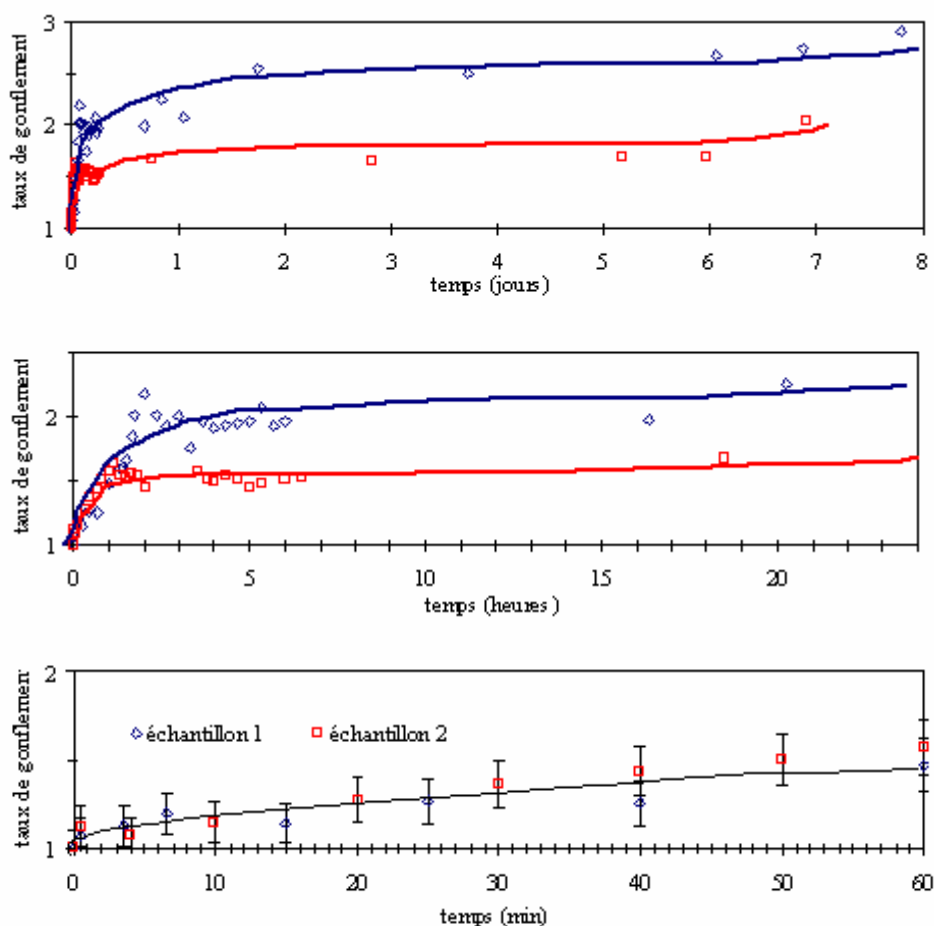 3
2
1
taux de gonflement
0 1 2 3 4 5 6 7 8
temps (jours)
2
1
taux de gonflement
0 5 10 15 20
temps (heures)
2
1
taux de gonflement
échantillon 1 échantillon 2
0 10 20 30 40 50 60
temps (min)